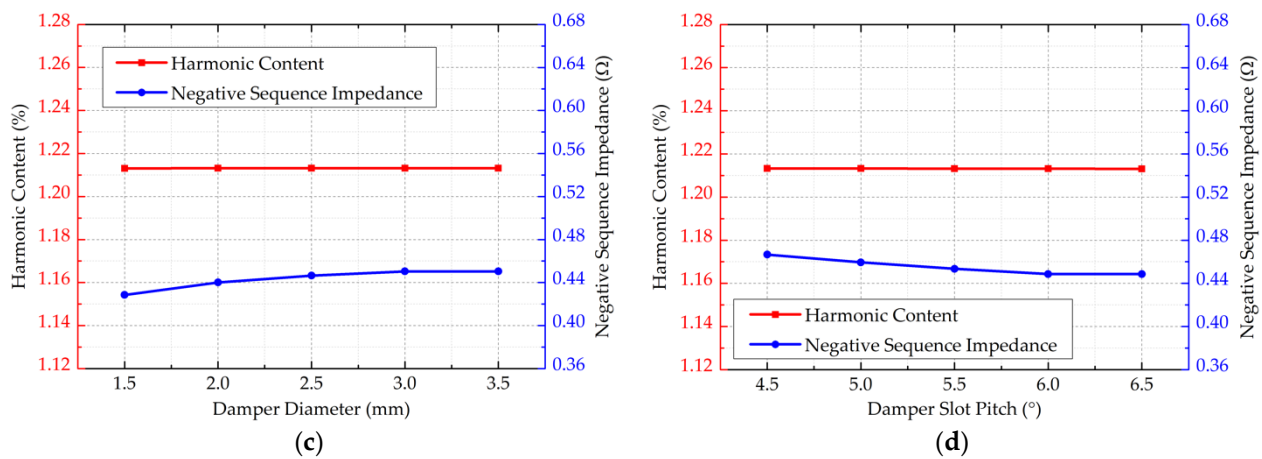 1.28
1.26
1.24
1.22
1.20
1.18
1.16
1.14
1.12
Harmonic Content (%)
Harmonic Content
Negative Sequence Impedance
0.68
0.64
0.60
0.56
0.52
0.48
0.44
0.40
0.36
Negative Sequence Impedance (Ω)
1.5 2.0 2.5 3.0 3.5
Damper Diameter (mm)
(c)
1.28
1.26
1.24
1.22
1.20
1.18
1.16
1.14
1.12
Harmonic Content (%)
Harmonic Content
Negative Sequence Impedance
0.68
0.64
0.60
0.56
0.52
0.48
0.44
0.40
0.36
Negative Sequence Impedance (Ω)
4.5 5.0 5.5 6.0 6.5
Damper Slot Pitch (°)
(d)